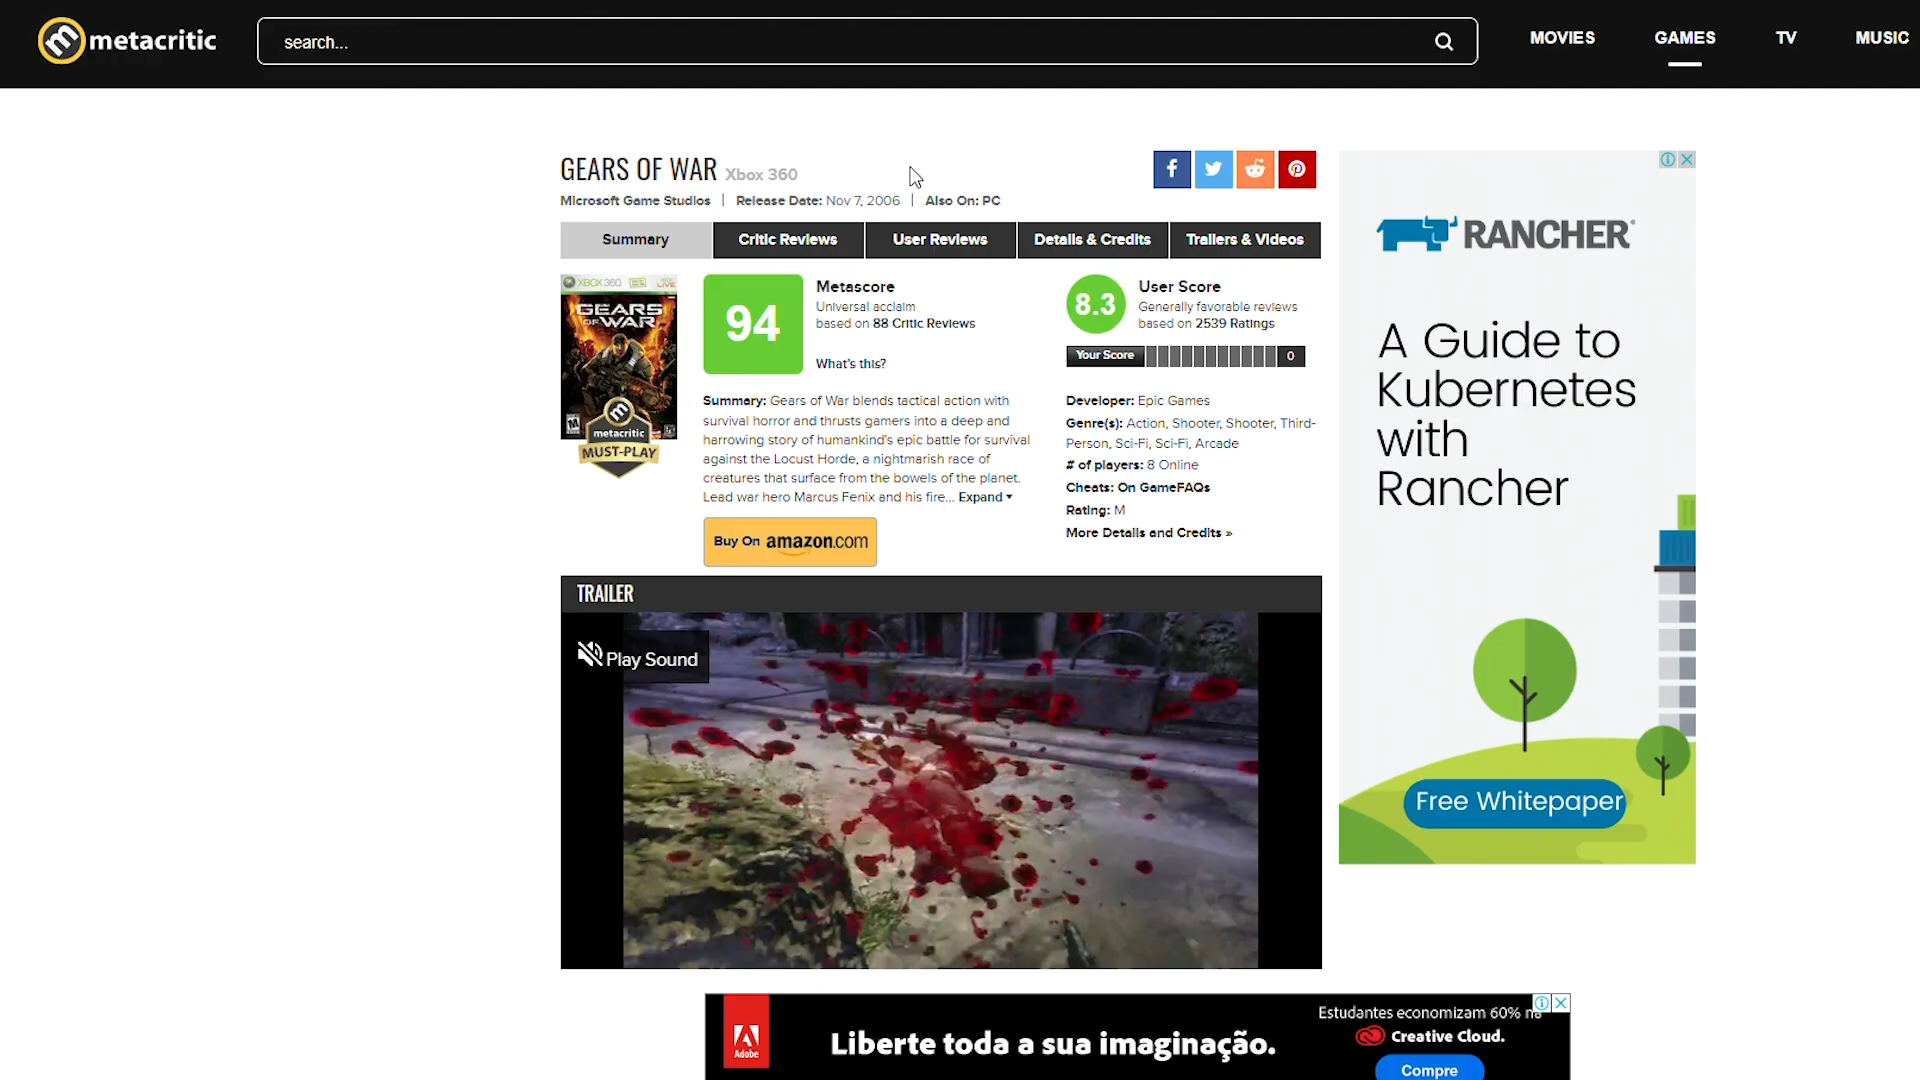 metacritic
search...
MOVIES
GAMES
TV
MUSIC
GEARS OF WAR Xbox 360
Microsoft Game Studios | Release Date: Nov 7, 2006 | Also On: PC
Summary
Critic Reviews
User Reviews
Details & Credits
Trailers & Videos
XBOX 360
LIVE
GEARS
OF WAR
M
metacritic
MUST-PLAY
94
Metascore
Universal acclaim
based on 88 Critic Reviews
What's this?
Summary: Gears of War blends tactical action with
survival horror and thrusts gamers into a deep and
harrowing story of humankind's epic battle for survival
against the Locust Horde, a nightmarish race of
creatures that surface from the bowels of the planet.
Lead war hero Marcus Fenix and his fire... Expand
Buy On amazon.com
8.3
User Score
Generally favorable reviews
based on 2539 Ratings
Your Score
0
Developer: Epic Games
Genre(s): Action, Shooter, Shooter, Third-
Person, Sci-Fi, Sci-Fi, Arcade
# of players: 8 Online
Cheats: On GameFAQs
Rating: M
More Details and Credits »
TRAILER
Play Sound
RANCHER®
A Guide to
Kubernetes
with
Rancher
Free Whitepaper
Adobe
Liberte toda a sua imaginação.
Estudantes economizam 60%
Creative Cloud.
Compre